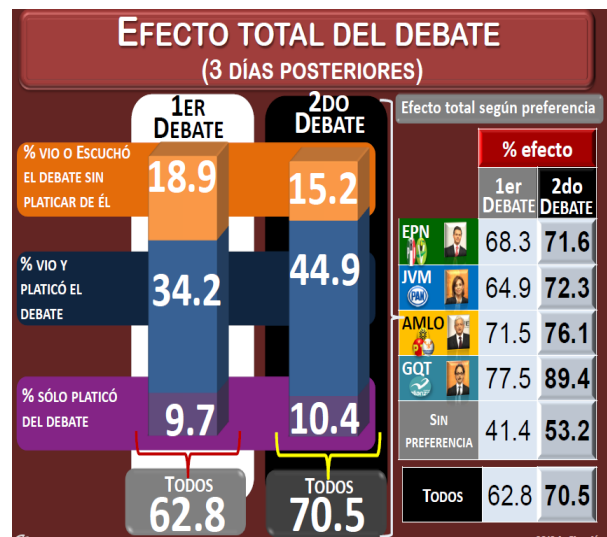 EFECTO TOTAL DEL DEBATE
(3 DÍAS POSTERIORES)
1ER
DEBATE
2DO
DEBATE
% VIO O ESCUCHÓ
EL DEBATE SIN
PLATICAR DE ÉL
18.9
15.2
% VIO Y
PLATICÓ EL
DEBATE
34.2
44.9
% SÓLO PLATICÓ
DEL DEBATE
9.7
10.4
TODOS
62.8
TODOS
70.5
Efecto total según preferencia
% efecto
1er
DEBATE
2do
DEBATE
EPN 68.3 71.6
JVM
PAN
64.9 72.3
AMLO 71.5 76.1
GQT 77.5 89.4
SIN
PREFERENCIA
41.4 53.2
TODOS 62.8 70.5